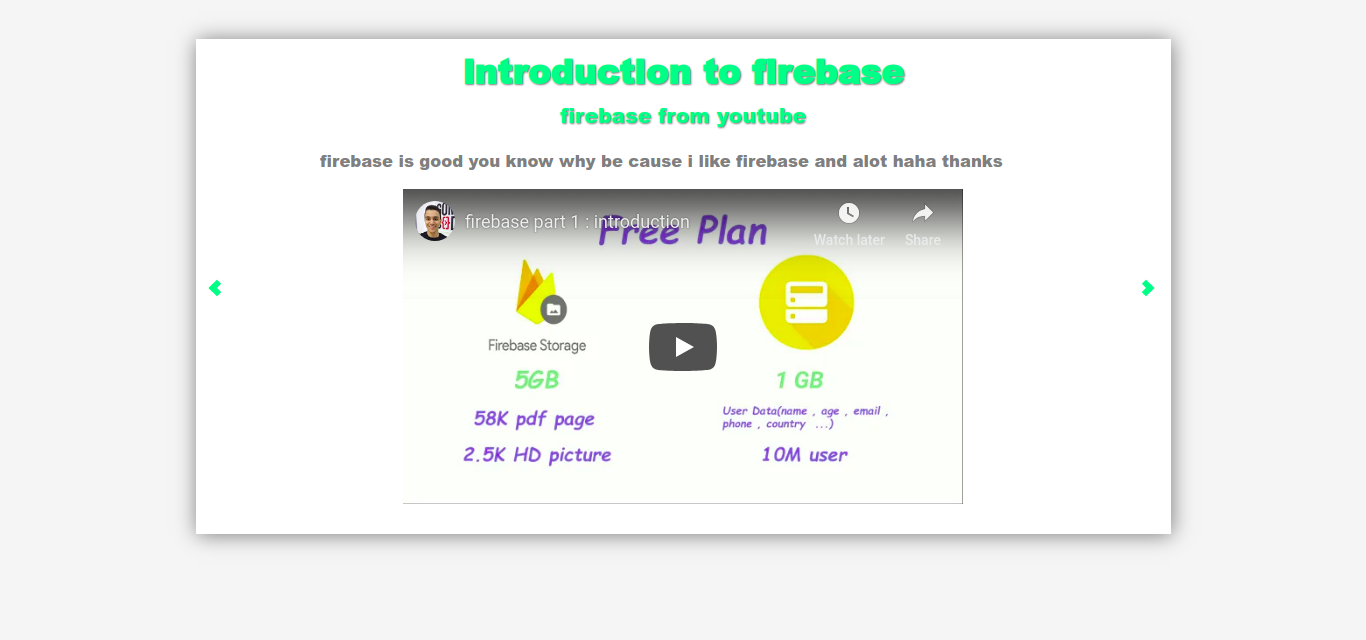 Introduction to firebase
firebase from youtube
firebase is good you know why be cause i like firebase and alot haha thanks
firebase part 1 : introduction
Free Plan
Watch later
Share
Firebase Storage
5GB
58K pdf page
2.5K HD picture
1 GB
User Data(name , age , email ,
phone , country ...)
10M user